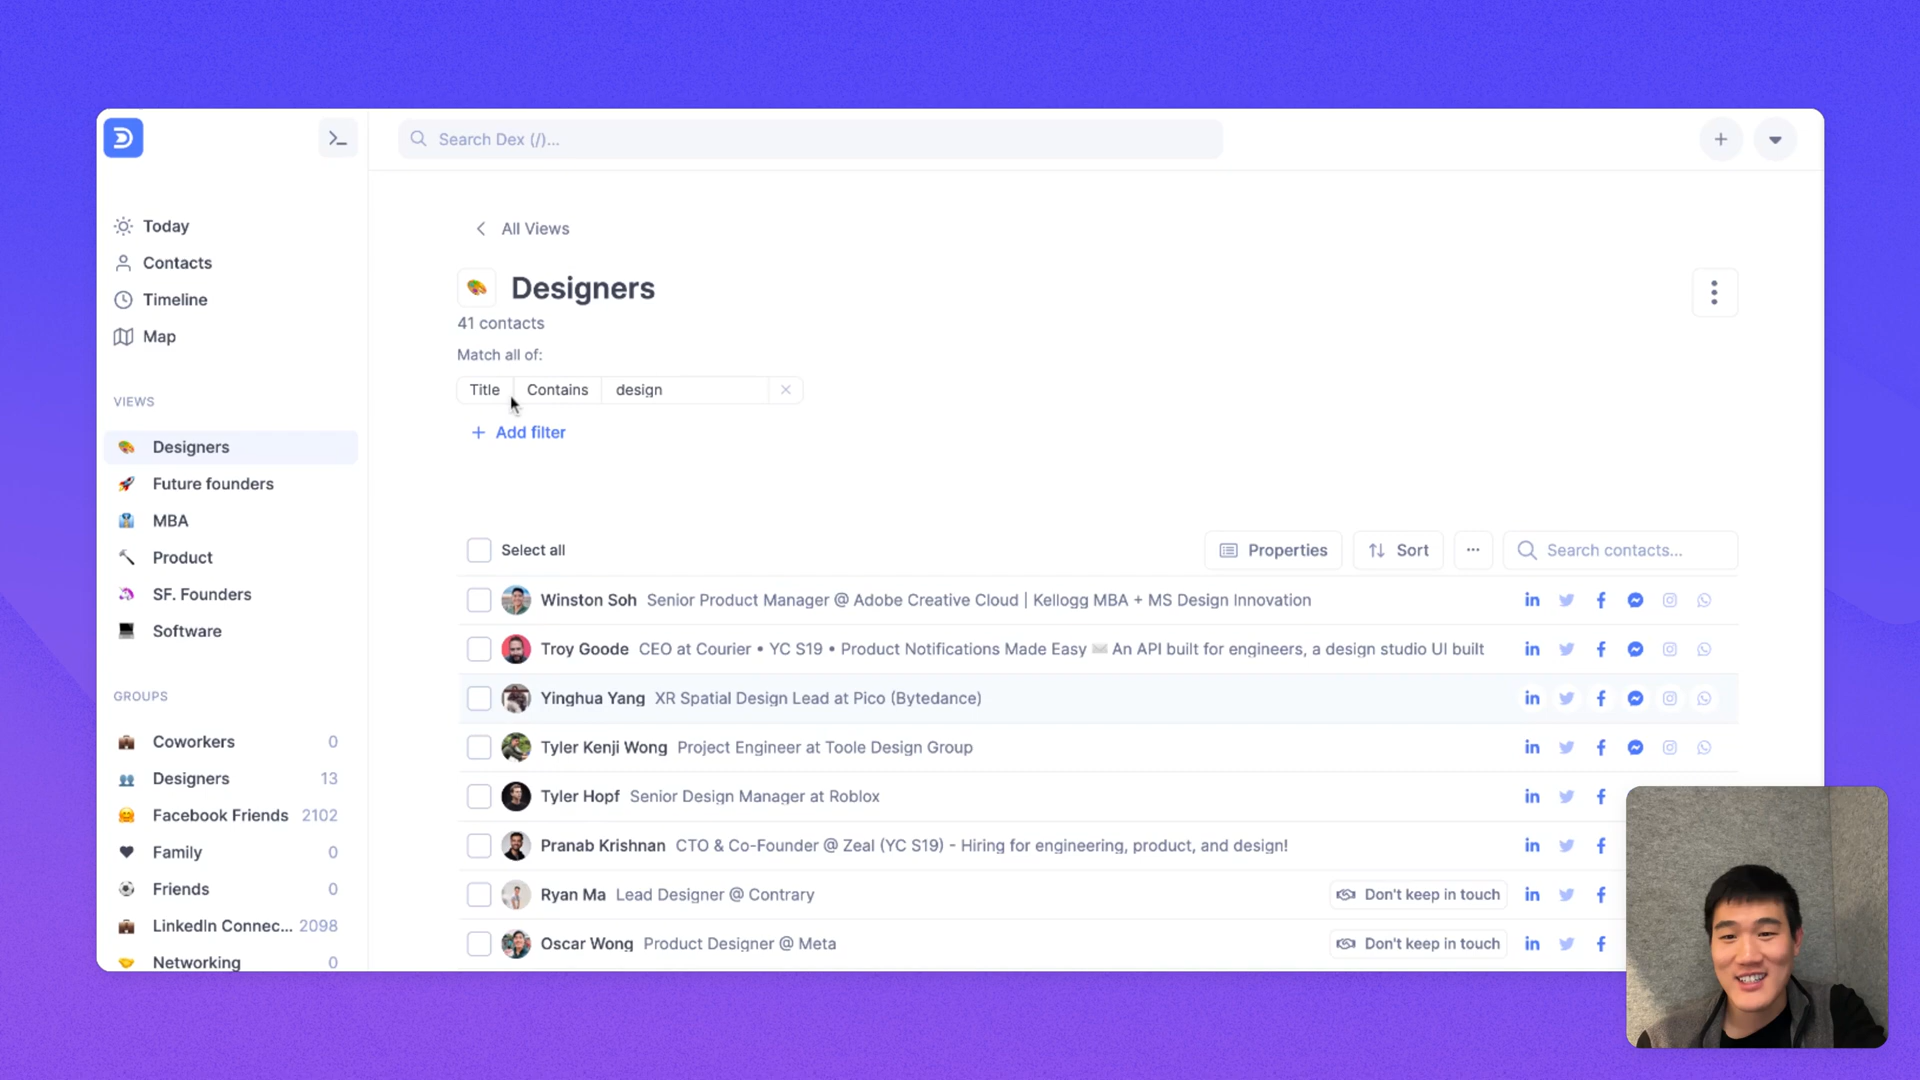 Search Dex (/)...
Today
Contacts
Timeline
Map
VIEWS
Designers
Future founders
MBA
Product
SF. Founders
Software
GROUPS
Coworkers 0
Designers 13
Facebook Friends 2102
Family 0
Friends 0
LinkedIn Connec... 2098
Networking 0
All Views
Designers
41 contacts
Match all of:
Title Contains design
+ Add filter
Select all Properties Sort ... Search contacts...
Winston Soh Senior Product Manager @ Adobe Creative Cloud | Kellogg MBA + MS Design Innovation
Troy Goode CEO at Courier • YC S19 • Product Notifications Made Easy ✉️ An API built for engineers, a design studio UI built
Yinghua Yang XR Spatial Design Lead at Pico (Bytedance)
Tyler Kenji Wong Project Engineer at Toole Design Group
Tyler Hopf Senior Design Manager at Roblox
Pranab Krishnan CTO & Co-Founder @ Zeal (YC S19) - Hiring for engineering, product, and design!
Ryan Ma Lead Designer @ Contrary Don't keep in touch
Oscar Wong Product Designer @ Meta Don't keep in touch